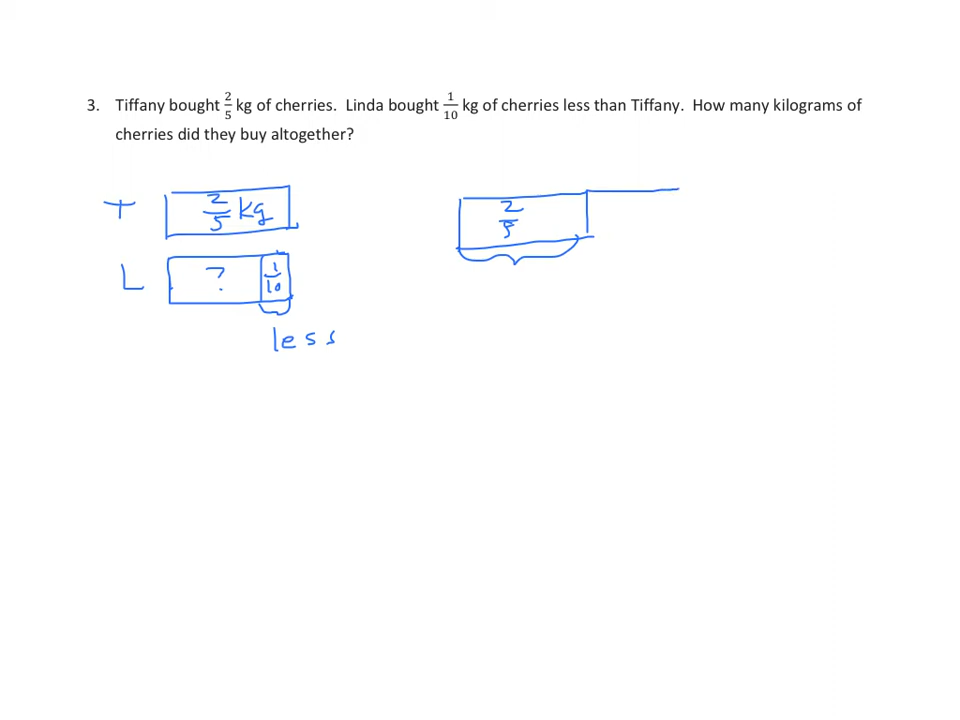 3. Tiffany bought 2/5 kg of cherries. Linda bought 1/10 kg of cherries less than Tiffany. How many kilograms of
cherries did they buy altogether?
T 2/5 kg
2/5
L ? 1/10
less